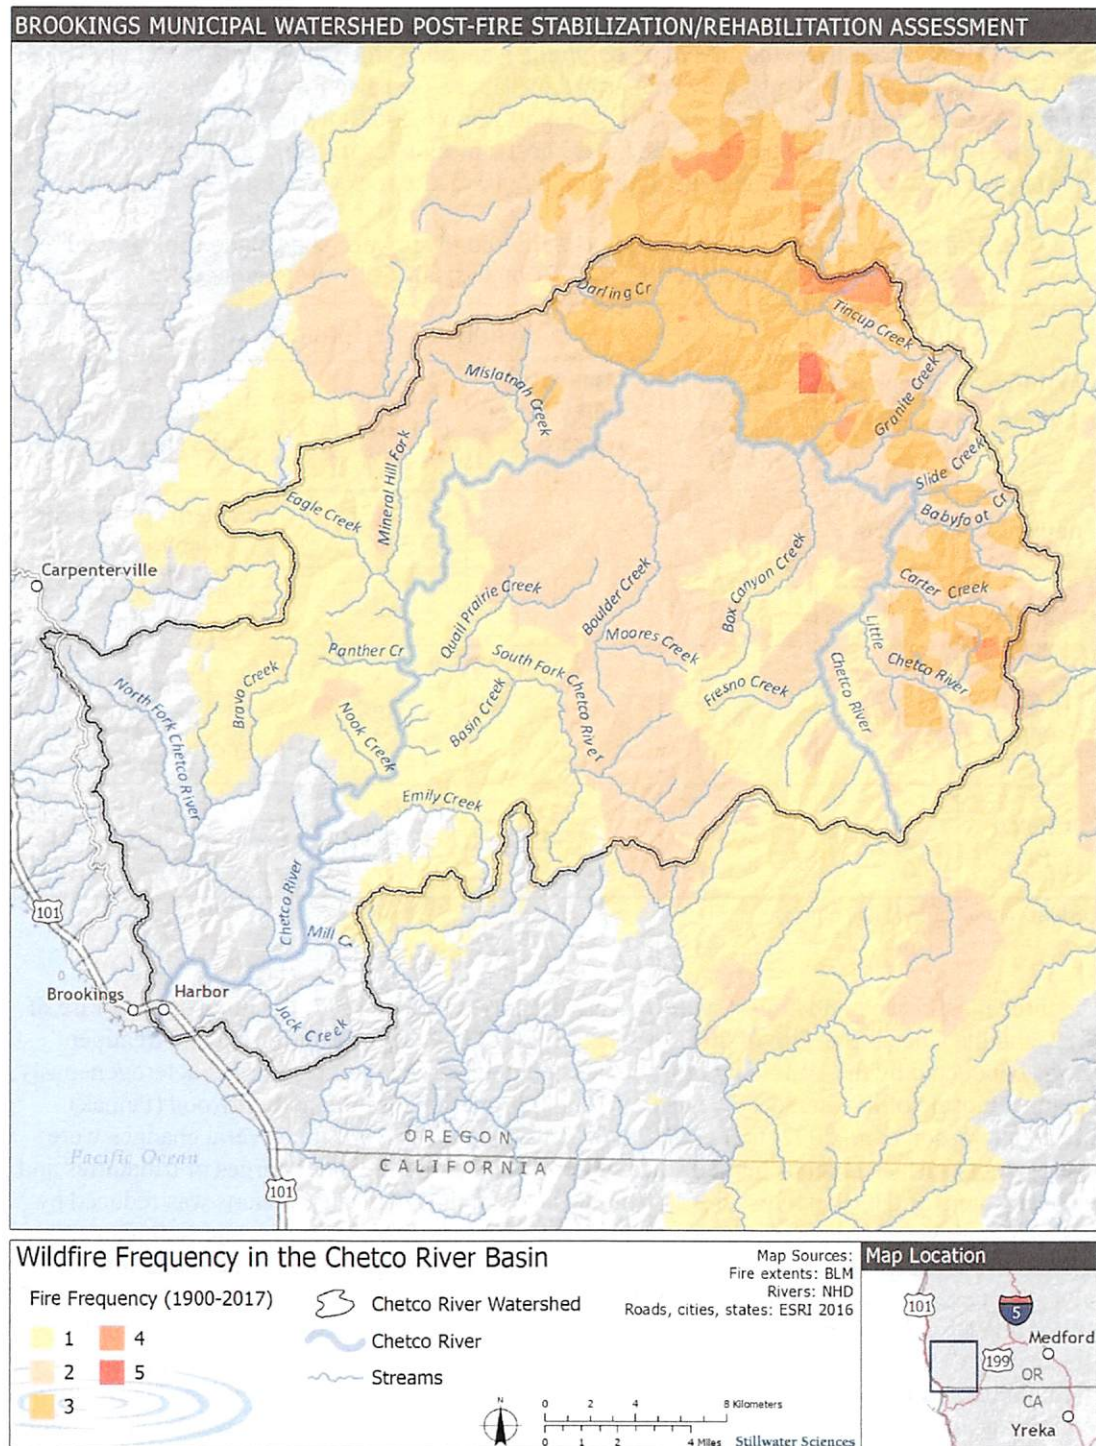 BROOKINGS MUNICIPAL WATERSHED POST-FIRE STABILIZATION/REHABILITATION ASSESSMENT
Darling Cr
Tincup Creek
Mislatnah Creek
Granite Creek
Mineral Hill Fork
Slide Creek
Eagle Creek
Babyfoot Cr
Carpenterville
Quail Prairie Creek
Boulder Creek
Box Canyon Creek
Carter Creek
Little
Chetco River
Panther Cr
Moores Creek
South Fork Chetco River
Bravo Creek
Fresno Creek
Chetco River
North Fork Chetco River
Nook Creek
Basin Creek
Emily Creek
Chetco River
101
Mill Cr
Brookings
Harbor
Jack Creek
OREGON
Pacific Ocean
CALIFORNIA
101
Wildfire Frequency in the Chetco River Basin
Fire Frequency (1900-2017)
1
4
2
5
3
Chetco River Watershed
Chetco River
Streams
Map Sources:
Fire extents: BLM
Rivers: NHD
Roads, cities, states: ESRI 2016
N
0 2 4 8 Kilometers
0 1 2 4 Miles
Stillwater Sciences
Map Location
101
5
Medford
199
OR
CA
Yreka